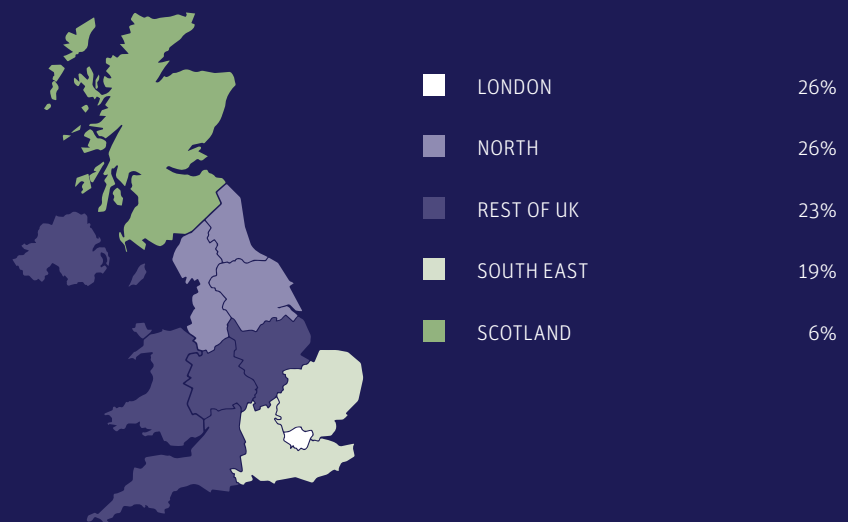 LONDON 26%
NORTH 26%
REST OF UK 23%
SOUTH EAST 19%
SCOTLAND 6%